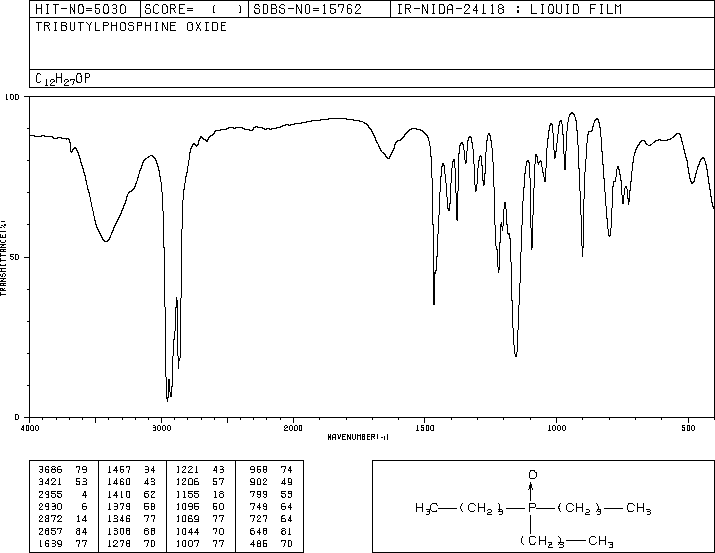 HIT-NO=5030 SCORE= ( ) SDBS-NO=15762 IR-NIDA-24118 : LIQUID FILM
TRIBUTYLPHOSPHINE OXIDE
C12H27OP
100
50
0
TRANSMITTANCE(%)
4000 3000 2000 1500 1000 500
WAVENUMBER(-1)
3686 79 1467 34 1221 43 968 74
3421 53 1460 43 1206 57 902 49
2955 4 1410 62 1155 18 799 55
2930 6 1379 68 1096 60 749 64
2872 14 1346 77 1069 77 727 64
2857 84 1308 68 1044 70 648 81
1639 77 1278 70 1007 77 486 70
O
H3C (CH2)3 P (CH2)3 CH3
(CH2)3 CH3